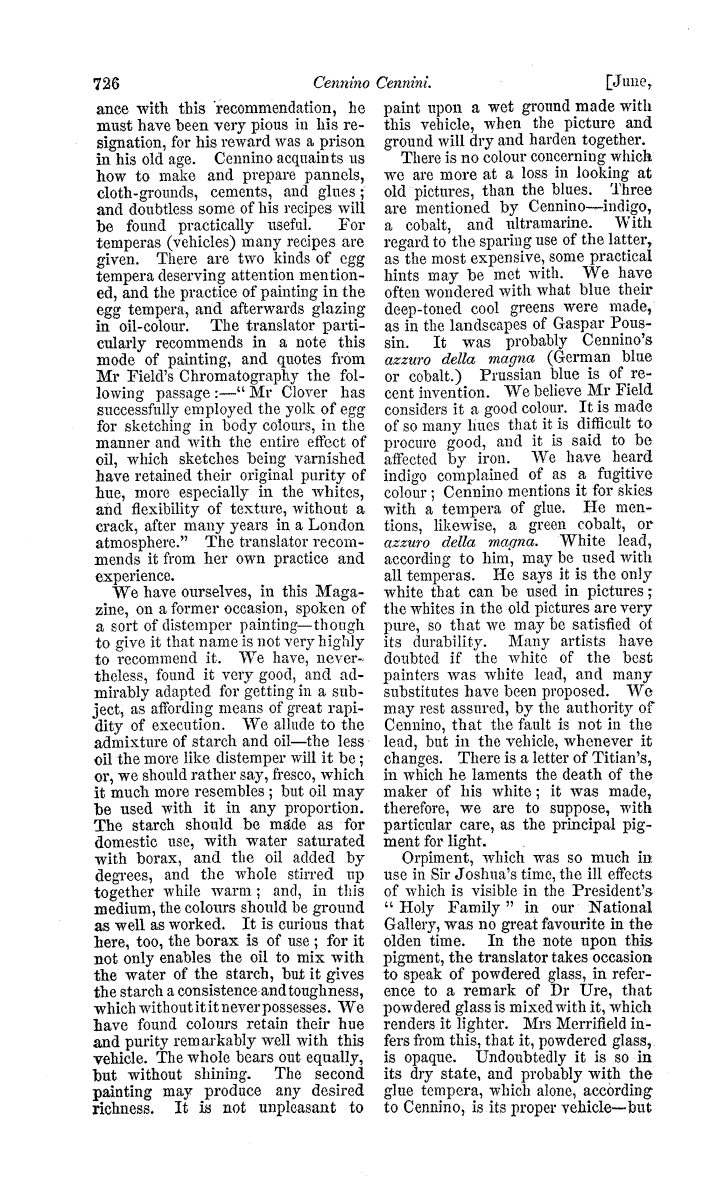 726 Cennino Cennini. [June,
ance with this recommendation, he
must have been very pious in his re-
signation, for his reward was a prison
in his old age. Cennino acquaints us
how to make and prepare pannels,
cloth-grounds, cements, and glues;
and doubtless some of his recipes will
be found practically useful. For
temperas (vehicles) many recipes are
given. There are two kinds of egg
tempera deserving attention mention-
ed, and the practice of painting in the
egg tempera, and afterwards glazing
in oil-colour. The translator parti-
cularly recommends in a note this
mode of painting, and quotes from
Mr Field's Chromatography the fol-
lowing passage:—"Mr Clover has
successfully employed the yolk of egg
for sketching in body colours, in the
manner and with the entire effect of
oil, which sketches being varnished
have retained their original purity of
hue, more especially in the whites,
and flexibility of texture, without a
crack, after many years in a London
atmosphere." The translator recom-
mends it from her own practice and
experience.
We have ourselves, in this Maga-
zine, on a former occasion, spoken of
a sort of distemper painting—though
to give it that name is not very highly
to recommend it. We have, never-
theless, found it very good, and ad-
mirably adapted for getting in a sub-
ject, as affording means of great rapi-
dity of execution. We allude to the
admixture of starch and oil—the less
oil the more like distemper will it be;
or, we should rather say, fresco, which
it much more resembles; but oil may
be used with it in any proportion.
The starch should be made as for
domestic use, with water saturated
with borax, and the oil added by
degrees, and the whole stirred up
together while warm; and, in this
medium, the colours should be ground
as well as worked. It is curious that
here, too, the borax is of use; for it
not only enables the oil to mix with
the water of the starch, but it gives
the starch a consistence and toughness,
which without it it never possesses. We
have found colours retain their hue
and purity remarkably well with this
vehicle. The whole bears out equally,
but without shining. The second
painting may produce any desired
richness. It is not unpleasant to
paint upon a wet ground made with
this vehicle, when the picture and
ground will dry and harden together.
There is no colour concerning which
we are more at a loss in looking at
old pictures, than the blues. Three
are mentioned by Cennino—indigo,
a cobalt, and ultramarine. With
regard to the sparing use of the latter,
as the most expensive, some practical
hints may be met with. We have
often wondered with what blue their
deep-toned cool greens were made,
as in the landscapes of Gaspar Pous-
sin. It was probably Cennino's
azzuro della magna (German blue
or cobalt.) Prussian blue is of re-
cent invention. We believe Mr Field
considers it a good colour. It is made
of so many hues that it is difficult to
procure good, and it is said to be
affected by iron. We have heard
indigo complained of as a fugitive
colour; Cennino mentions it for skies
with a tempera of glue. He men-
tions, likewise, a green cobalt, or
azzuro della magna. White lead,
according to him, may be used with
all temperas. He says it is the only
white that can be used in pictures;
the whites in the old pictures are very
pure, so that we may be satisfied of
its durability. Many artists have
doubted if the white of the best
painters was white lead, and many
substitutes have been proposed. We
may rest assured, by the authority of
Cennino, that the fault is not in the
lead, but in the vehicle, whenever it
changes. There is a letter of Titian's,
in which he laments the death of the
maker of his white; it was made,
therefore, we are to suppose, with
particular care, as the principal pig-
ment for light.
Orpiment, which was so much in
use in Sir Joshua's time, the ill effects
of which is visible in the President's
"Holy Family" in our National
Gallery, was no great favourite in the
olden time. In the note upon this
pigment, the translator takes occasion
to speak of powdered glass, in refer-
ence to a remark of Dr Ure, that
powdered glass is mixed with it, which
renders it lighter. Mrs Merrifield in-
fers from this, that it, powdered glass,
is opaque. Undoubtedly it is so in
its dry state, and probably with the
glue tempera, which alone, according
to Cennino, is its proper vehicle—but